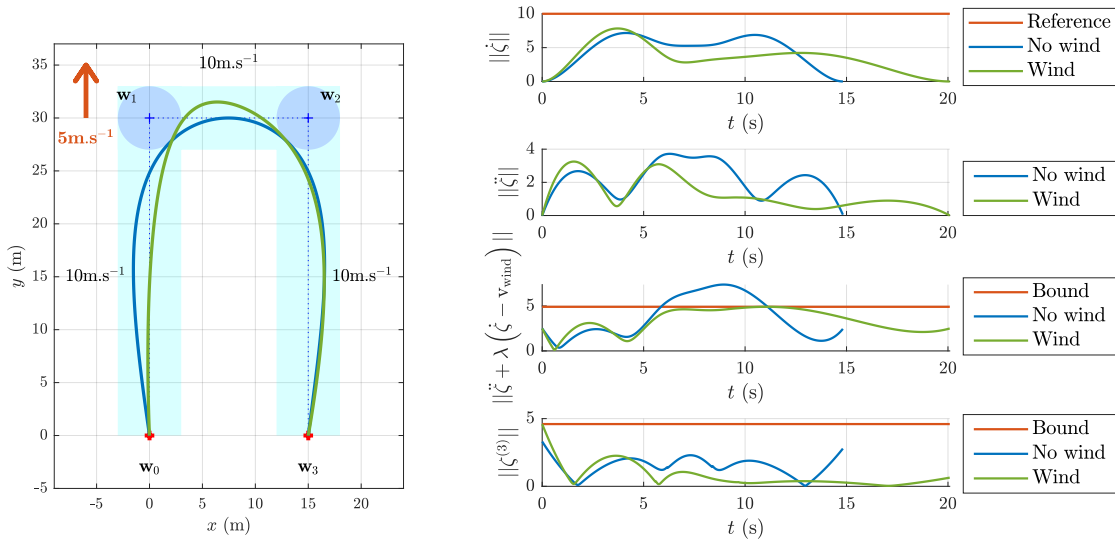 10m.s⁻¹
w₁
w₂
5m.s⁻¹
10m.s⁻¹
10m.s⁻¹
w₀
w₃
35
30
25
20
15
10
5
0
-5
y (m)
-5 0 5 10 15 20
x (m)
10
5
0
||ζ̇||
0 5 10 15 20
t (s)
Reference
No wind
Wind
4
2
0
||ζ̈||
0 5 10 15 20
t (s)
No wind
Wind
5
0
||ζ̈ + λ(ζ̇ − v_wind)||
0 5 10 15 20
t (s)
Bound
No wind
Wind
5
0
||ζ⁽³⁾||
0 5 10 15 20
t (s)
Bound
No wind
Wind